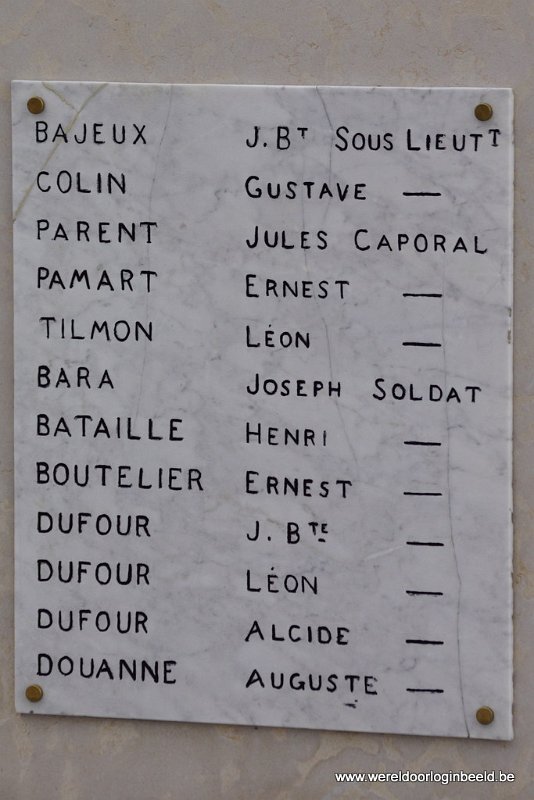 BAJEUX J. BT SOUS LIEUTT
COLIN GUSTAVE —
PARENT JULES CAPORAL
PAMART ERNEST —
TILMON LÉON —
BARA JOSEPH SOLDAT
BATAILLE HENRI —
BOUTELIER ERNEST —
DUFOUR J. BTE —
DUFOUR LÉON —
DUFOUR ALCIDE —
DOUANNE AUGUSTE —
www.wereldoorloginbeeld.be